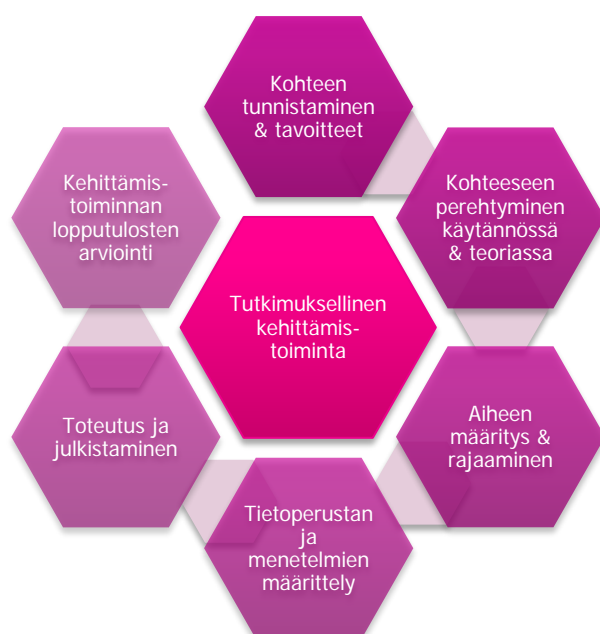 Kohteen
tunnistaminen
& tavoitteet
Kohteeseen
perehtyminen
käytännössä
& teoriassa
Aiheen
määritys &
rajaaminen
Tietoperustan
ja
menetelmien
määrittely
Toteutus ja
julkistaminen
Kehittämis-
toiminnan
lopputulosten
arviointi
Tutkimuksellinen
kehittämis-
toiminta